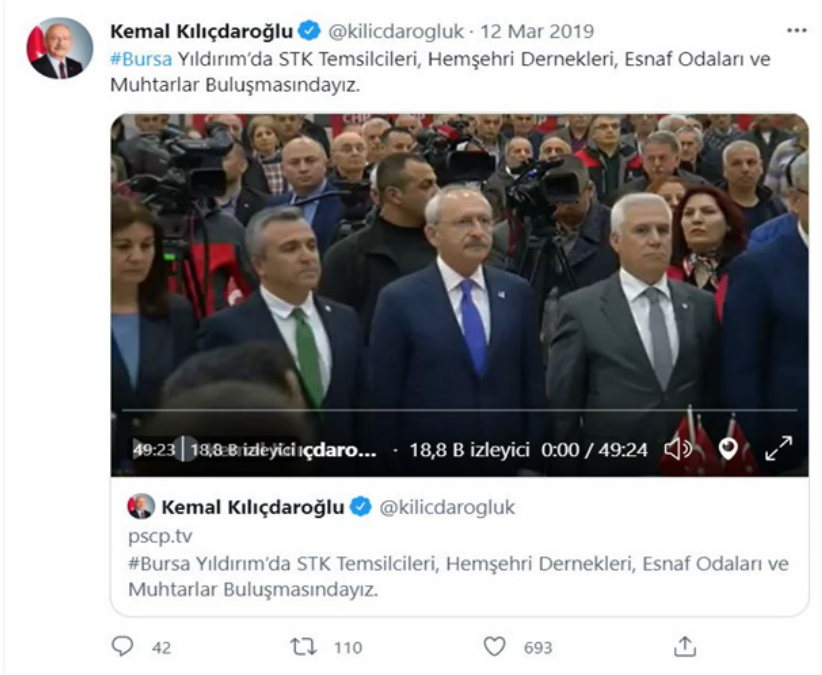 Kemal Kılıçdaroğlu @kilicdarogluk · 12 Mar 2019
#Bursa Yıldırım'da STK Temsilcileri, Hemşehri Dernekleri, Esnaf Odaları ve
Muhtarlar Buluşmasındayız.
CHP
49:23 18,8 B izleyici ıçdaro... · 18,8 B izleyici 0:00 / 49:24
Kemal Kılıçdaroğlu @kilicdarogluk
pscp.tv
#Bursa Yıldırım'da STK Temsilcileri, Hemşehri Dernekleri, Esnaf Odaları ve
Muhtarlar Buluşmasındayız.
42 110 693